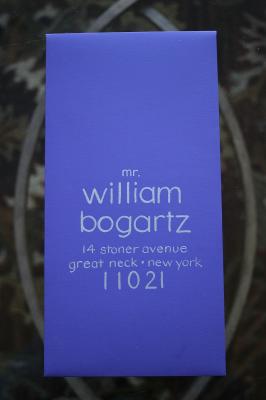 mr.
william
bogartz
14 stoner avenue
great neck • new york
11021